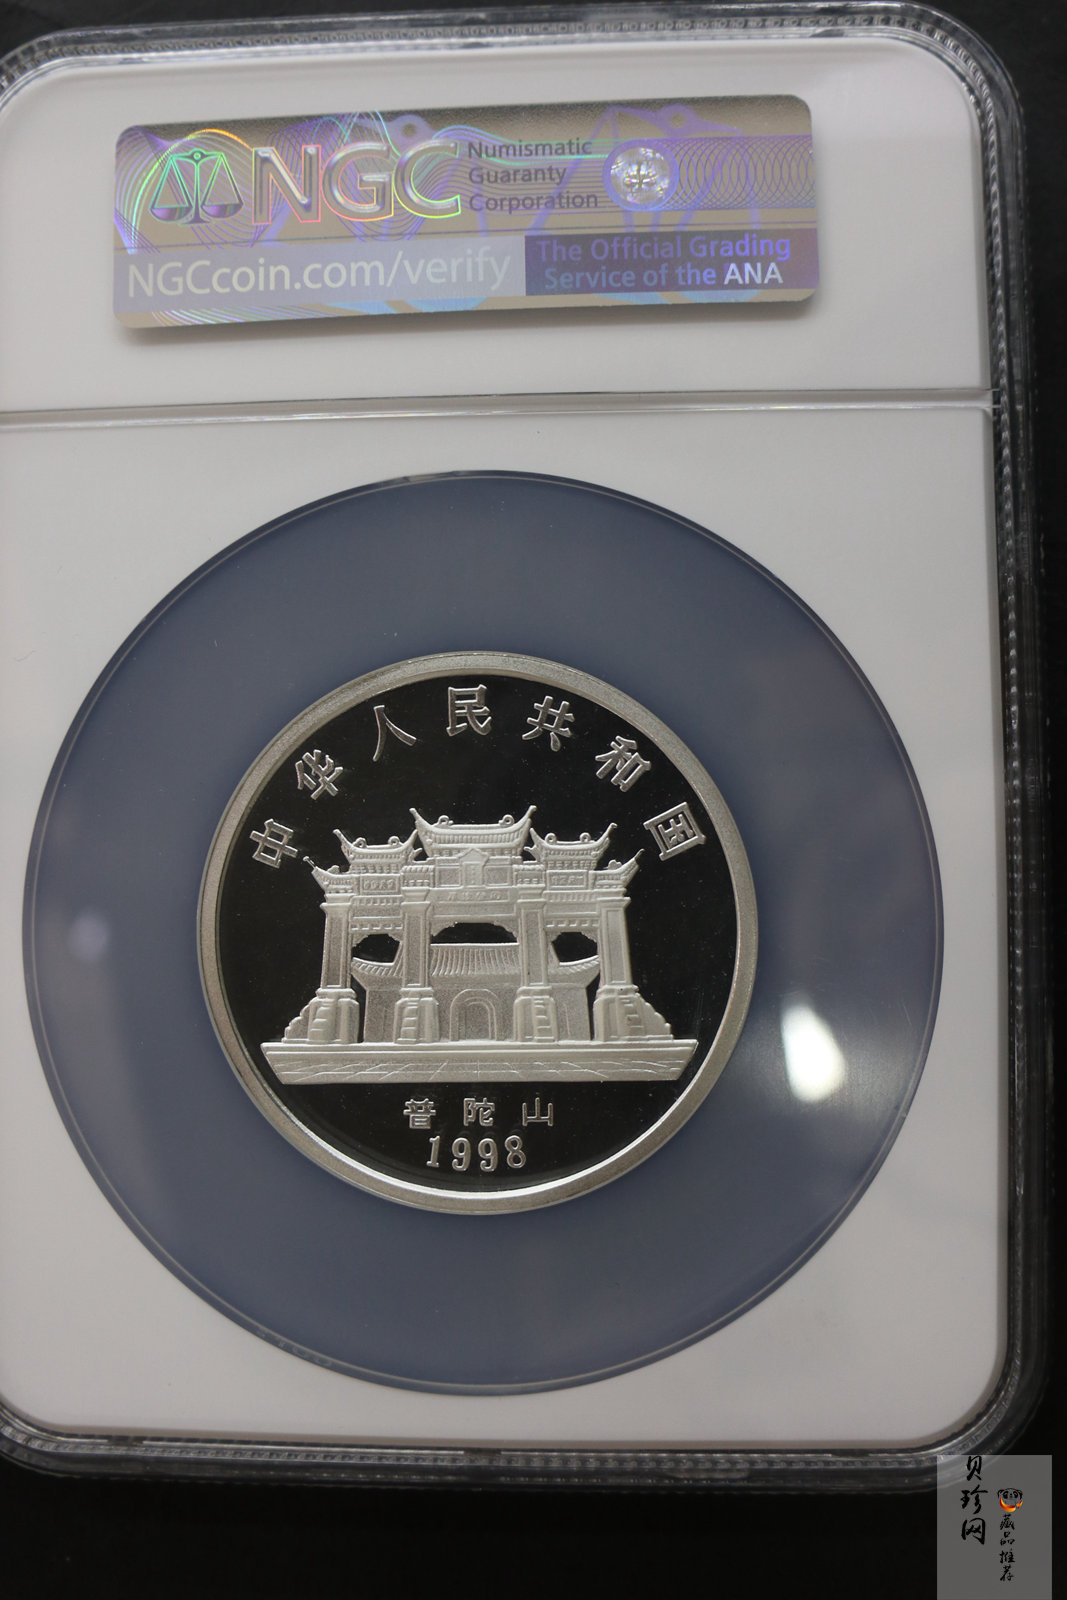 NGC
Numismatic
Guaranty
Corporation
NGCcoin.com/verify
The Official Grading
Service of the ANA
中华人民共和国
普陀山
1998
贝珍网
藏品推荐